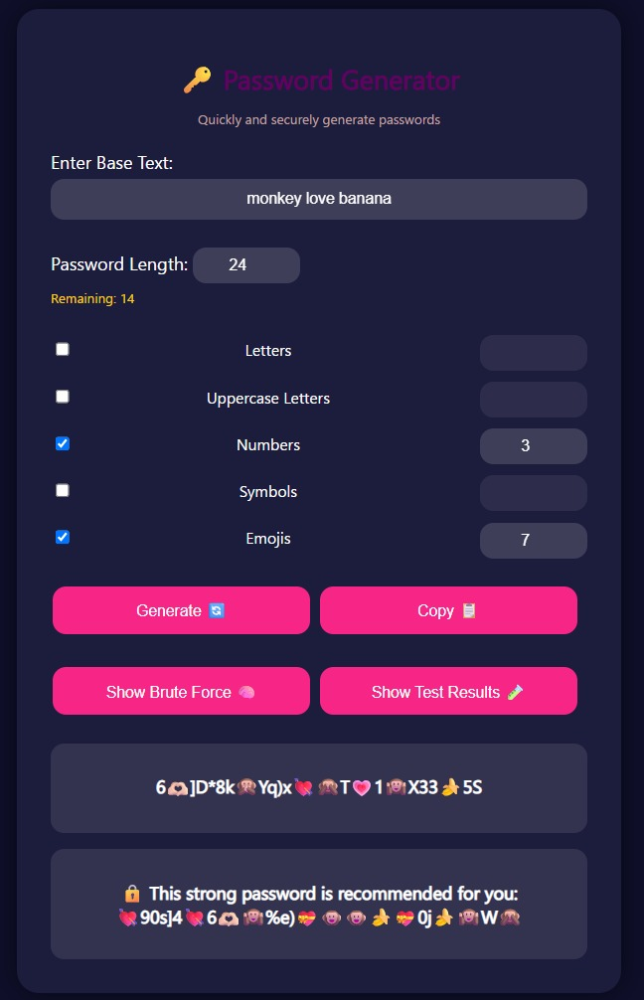 🔑 Password Generator
Quickly and securely generate passwords
Enter Base Text:
monkey love banana
Password Length: 24
Remaining: 14
Letters
Uppercase Letters
Numbers 3
Symbols
Emojis 7
Generate 🔄
Copy 📋
Show Brute Force 🧠
Show Test Results 🧪
6🫶🏻]D*8k🙈Yq)x💘🙈T💗1🙉X33🍌5S
🔒 This strong password is recommended for you:
💘90s]4💘6🫶🏻🙉%e)💝🐵🐵🍌💝0j🍌🙉W🙈